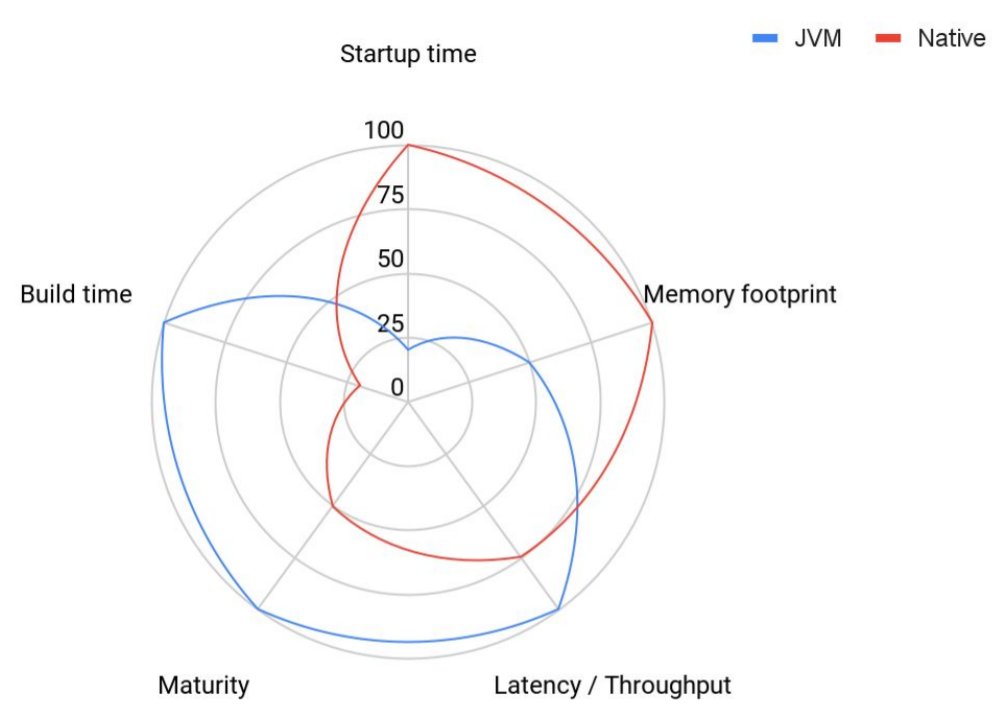 JVM
Native
Startup time
100
75
50
25
0
Build time
Memory footprint
Maturity
Latency / Throughput